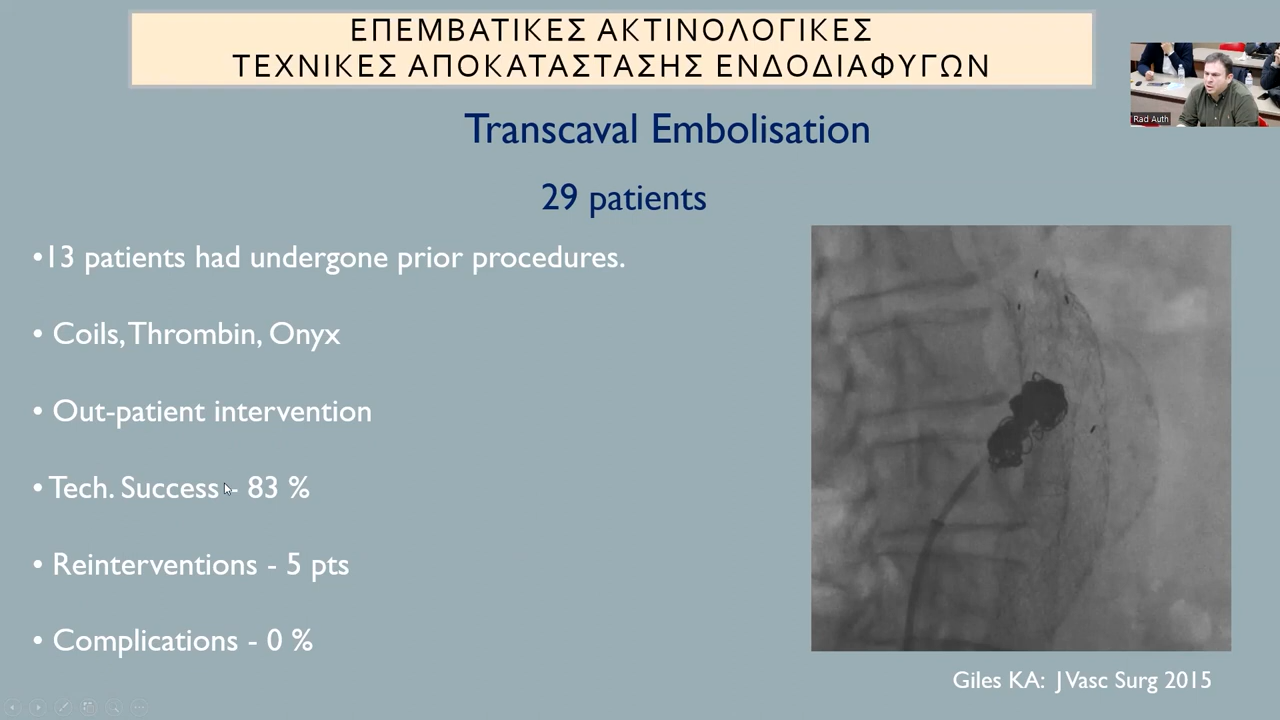 ΕΠΕΜΒΑΤΙΚΕΣ ΑΚΤΙΝΟΛΟΓΙΚΕΣ
ΤΕΧΝΙΚΕΣ ΑΠΟΚΑΤΑΣΤΑΣΗΣ ΕΝΔΟΔΙΑΦΥΓΩΝ
Rad Auth
Transcaval Embolisation
29 patients
•13 patients had undergone prior procedures.
• Coils, Thrombin, Onyx
• Out-patient intervention
• Tech. Success - 83 %
• Reinterventions - 5 pts
• Complications - 0 %
Giles KA: J Vasc Surg 2015